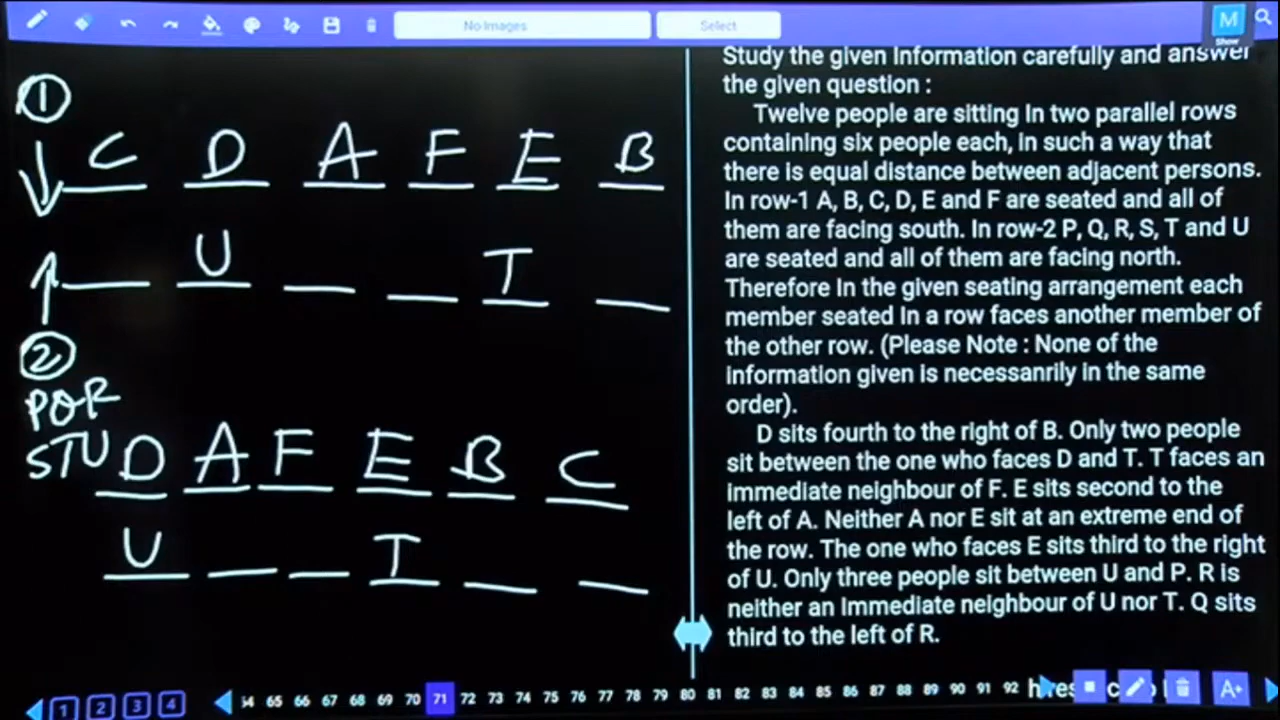 No Images
Select
M
Show
①
C D A F E B
U T
②
PQR
STU
D A F E B C
U T
Study the given Information carefully and answer
the given question :
Twelve people are sitting In two parallel rows
containing six people each, in such a way that
there is equal distance between adjacent persons.
In row-1 A, B, C, D, E and F are seated and all of
them are facing south. In row-2 P, Q, R, S, T and U
are seated and all of them are facing north.
Therefore In the given seating arrangement each
member seated In a row faces another member of
the other row. (Please Note : None of the
Information given is necessanrily in the same
order).
D sits fourth to the right of B. Only two people
sit between the one who faces D and T. T faces an
immediate neighbour of F. E sits second to the
left of A. Neither A nor E sit at an extreme end of
the row. The one who faces E sits third to the right
of U. Only three people sit between U and P. R is
neither an Immediate neighbour of U nor T. Q sits
third to the left of R.
1 2 3 4
65 66 67 68 69 70 71 72 73 74 75 76 77 78 79 80 81 82 83 84 85 86 87 88 89 90 91 92
A+